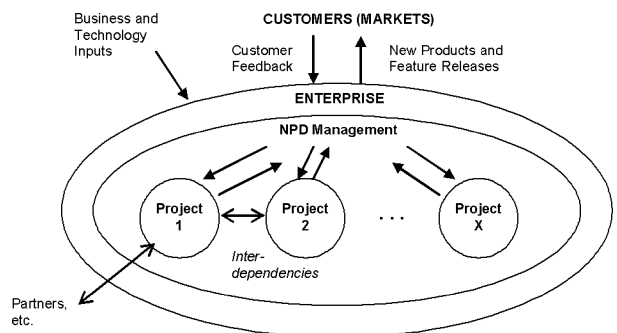 Business and
Technology
Inputs
CUSTOMERS (MARKETS)
Customer
Feedback
New Products and
Feature Releases
ENTERPRISE
NPD Management
Project
1
Project
2
. . .
Project
X
Inter-
dependencies
Partners,
etc.